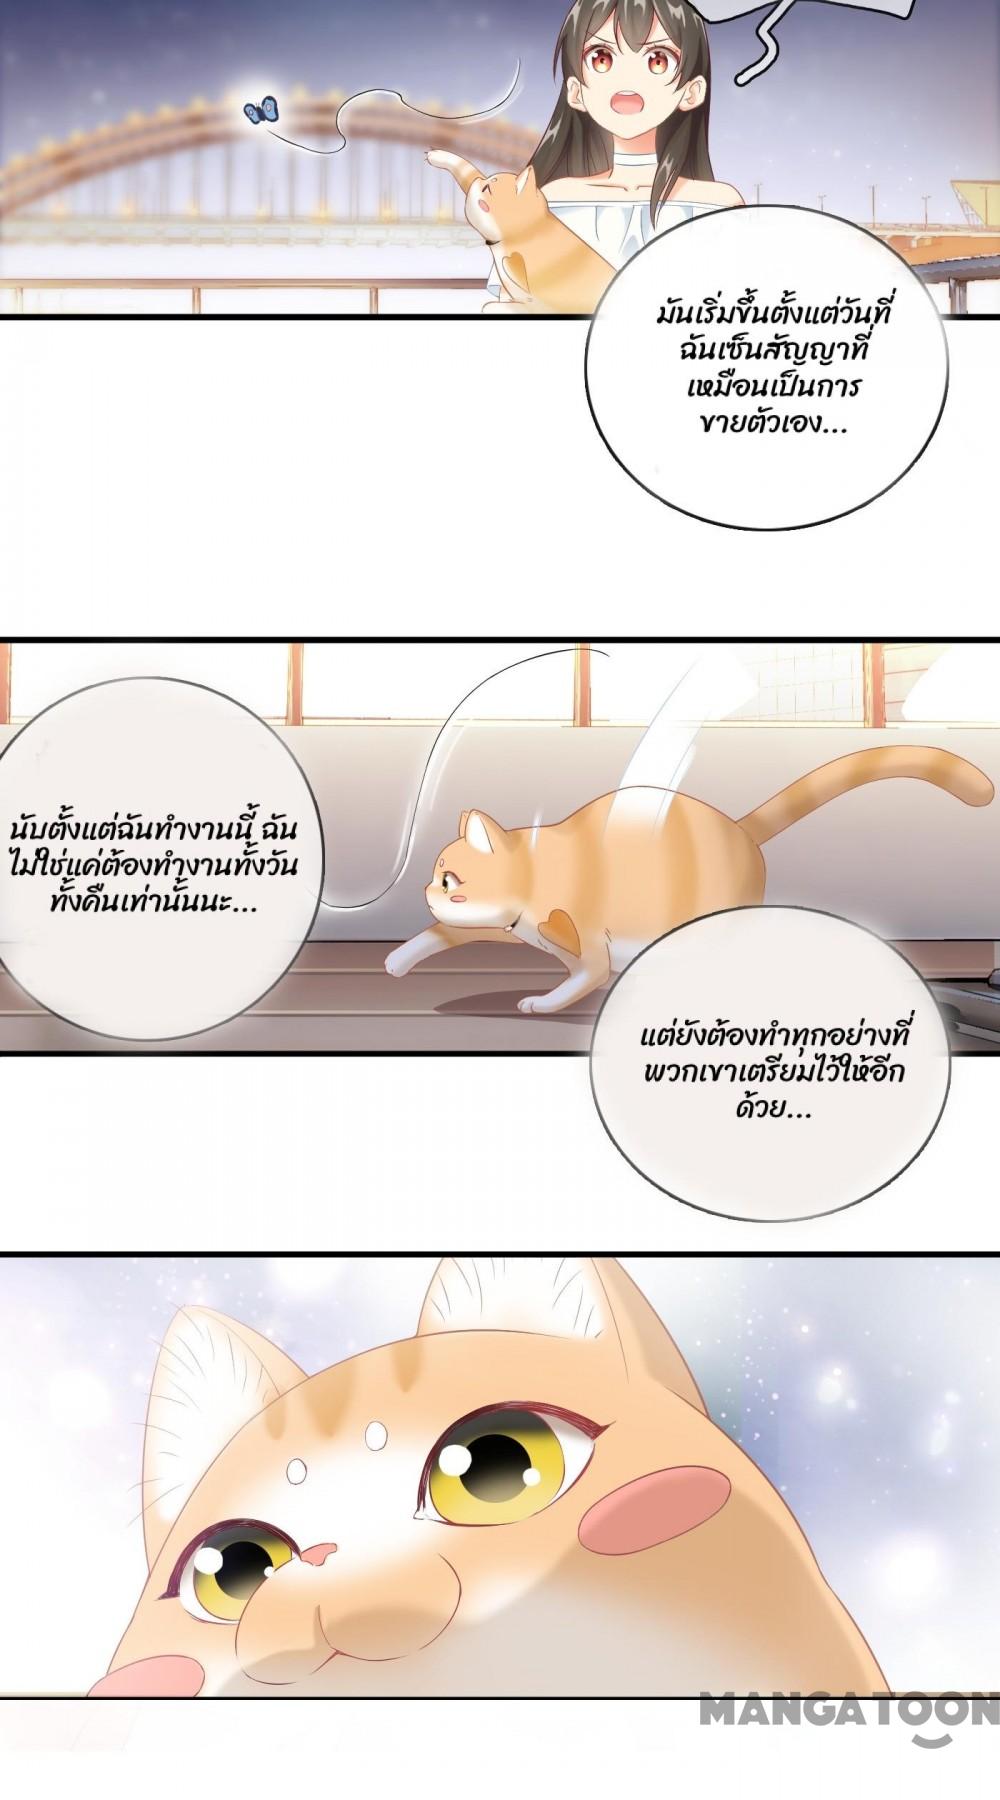 มันเริ่มขึ้นตั้งแต่วันที่
ฉันเซ็นสัญญาที่
เหมือนเป็นการ
ขายตัวเอง...
นับตั้งแต่ฉันทำงานนี้ ฉัน
ไม่ใช่แค่ต้องทำงานทั้งวัน
ทั้งคืนเท่านั้นนะ...
แต่ยังต้องทำทุกอย่างที่
พวกเขาเตรียมไว้ให้อีก
ด้วย...
MANGATOON